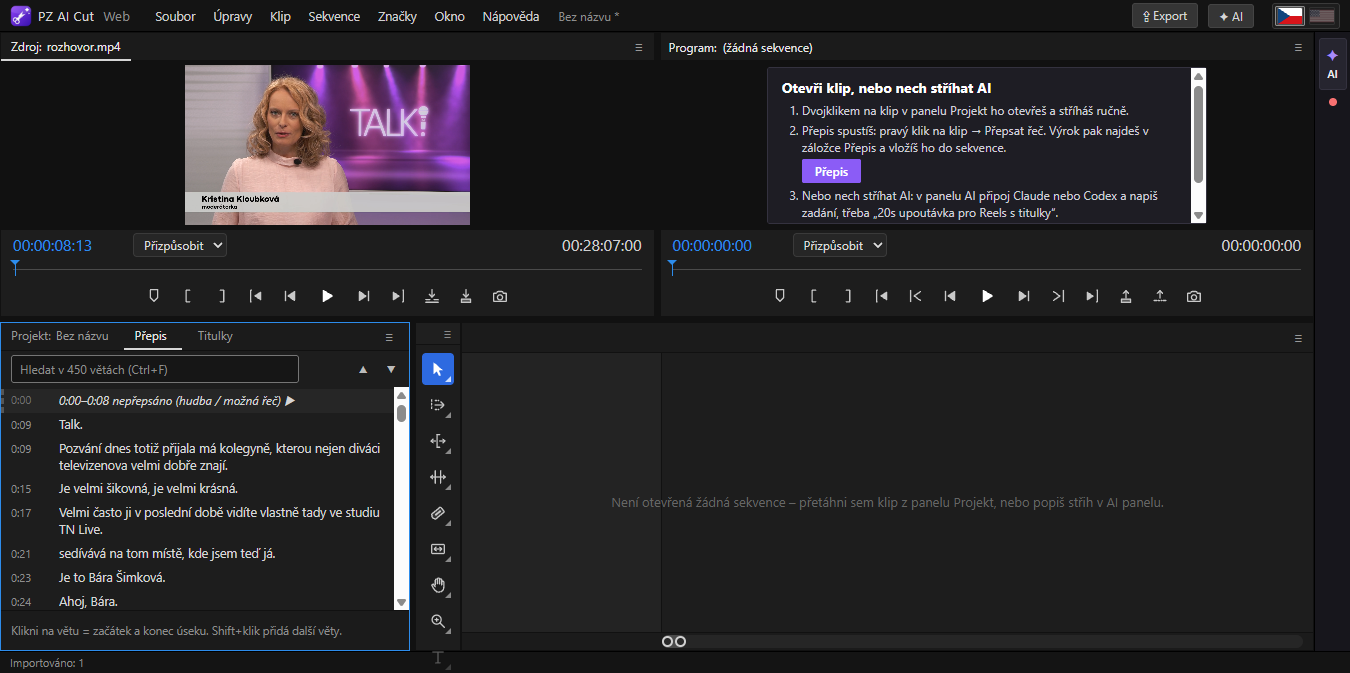 PZ AI Cut Web Soubor Úpravy Klip Sekvence Značky Okno Nápověda Bez názvu * Export AI
Zdroj: rozhovor.mp4
TALK!
Kristina Kloubková
moderátorka
00:00:08:13 Přizpůsobit 00:28:07:00
Program: (žádná sekvence)
Otevři klip, nebo nech stříhat AI
1. Dvojklikem na klip v panelu Projekt ho otevřeš a stříháš ručně.
2. Přepis spustíš: pravý klik na klip → Přepsat řeč. Výrok pak najdeš v
záložce Přepis a vložíš ho do sekvence.
Přepis
3. Nebo nech stříhat AI: v panelu AI připoj Claude nebo Codex a napiš
zadání, třeba „20s upoutávka pro Reels s titulky“.
00:00:00:00 Přizpůsobit 00:00:00:00
AI
Projekt: Bez názvu Přepis Titulky
Hledat v 450 větách (Ctrl+F)
0:00 0:00–0:08 nepřepsáno (hudba / možná řeč) ▶
0:09 Talk.
0:09 Pozvání dnes totiž přijala má kolegyně, kterou nejen diváci
televizenova velmi dobře znají.
0:15 Je velmi šikovná, je velmi krásná.
0:17 Velmi často ji v poslední době vidíte vlastně tady ve studiu
TN Live.
0:21 sedívává na tom místě, kde jsem teď já.
0:23 Je to Bára Šimková.
0:24 Ahoj, Bára.
Klikni na větu = začátek a konec úseku. Shift+klik přidá další věty.
Není otevřená žádná sekvence – přetáhni sem klip z panelu Projekt, nebo popiš střih v AI panelu.
Importováno: 1